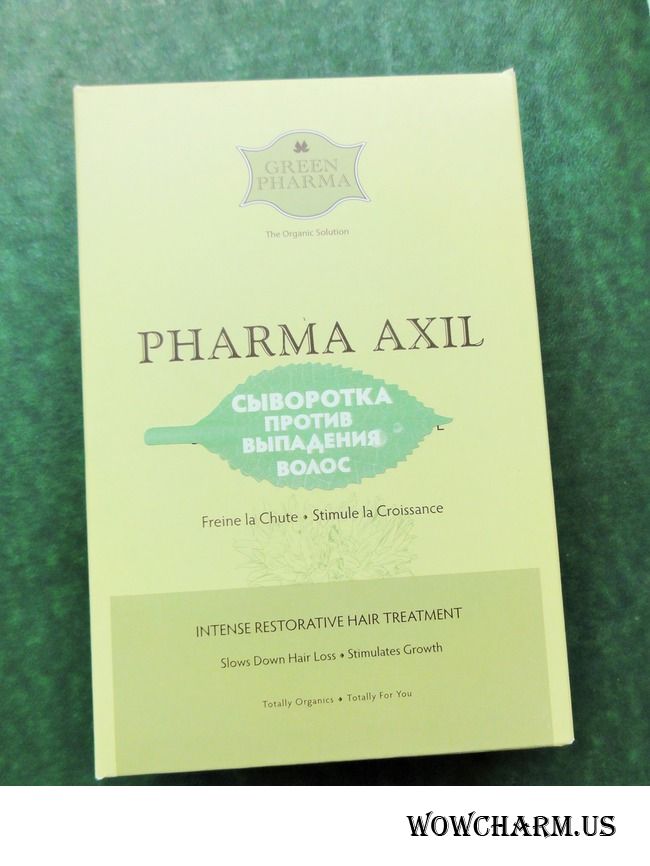 GREEN
PHARMA
The Organic Solution
PHARMA AXIL
СЫВОРОТКА
ПРОТИВ
ВЫПАДЕНИЯ
ВОЛОС
Freine la Chute ♦ Stimule la Croissance
INTENSE RESTORATIVE HAIR TREATMENT
Slows Down Hair Loss ♦ Stimulates Growth
Totally Organics ♦ Totally For You
WOWCHARM.US